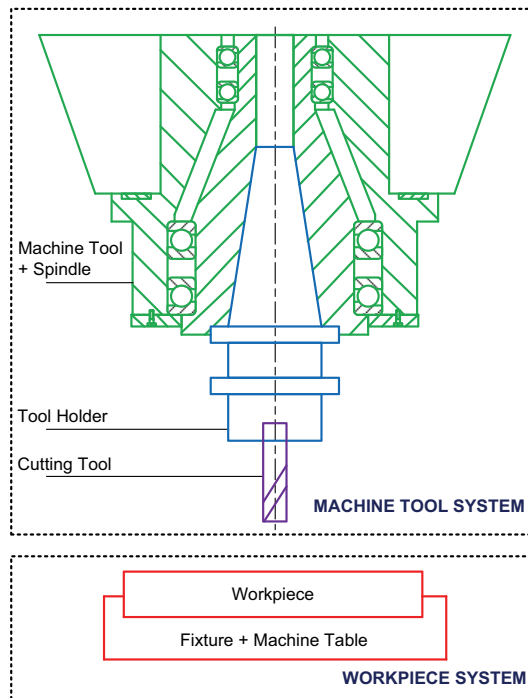 Machine Tool
+ Spindle
Tool Holder
Cutting Tool
MACHINE TOOL SYSTEM
Workpiece
Fixture + Machine Table
WORKPIECE SYSTEM